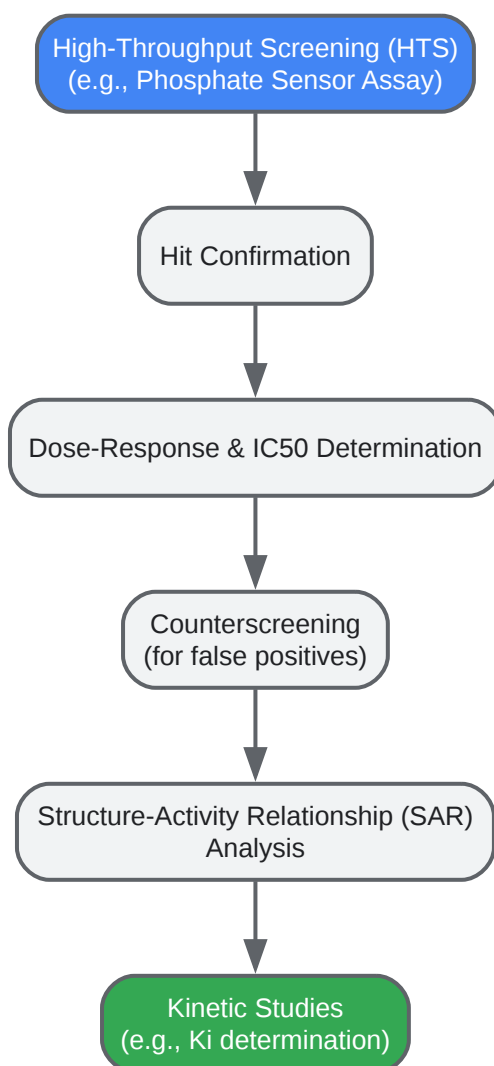 High-Throughput Screening (HTS)
(e.g., Phosphate Sensor Assay)
Hit Confirmation
Dose-Response & IC50 Determination
Counterscreening
(for false positives)
Structure-Activity Relationship (SAR)
Analysis
Kinetic Studies
(e.g., Ki determination)